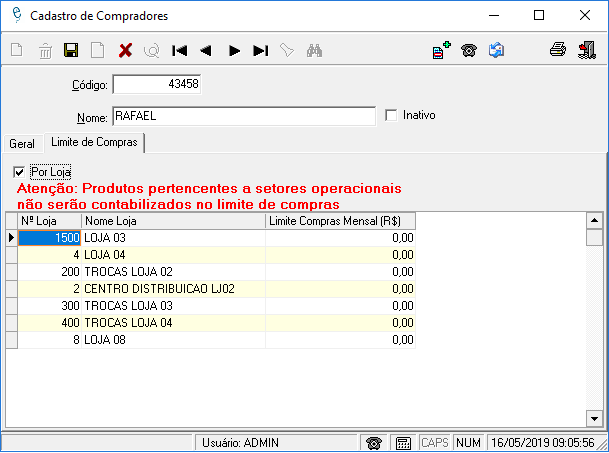 Cadastro de Compradores
Código: 43458
Nome: RAFAEL Inativo
Geral Limite de Compras
Por Loja
Atenção: Produtos pertencentes a setores operacionais
não serão contabilizados no limite de compras
Nº Loja Nome Loja Limite Compras Mensal (R$)
1500 LOJA 03 0,00
4 LOJA 04 0,00
200 TROCAS LOJA 02 0,00
2 CENTRO DISTRIBUICAO LJ02 0,00
300 TROCAS LOJA 03 0,00
400 TROCAS LOJA 04 0,00
8 LOJA 08 0,00
Usuário: ADMIN CAPS NUM 16/05/2019 09:05:56